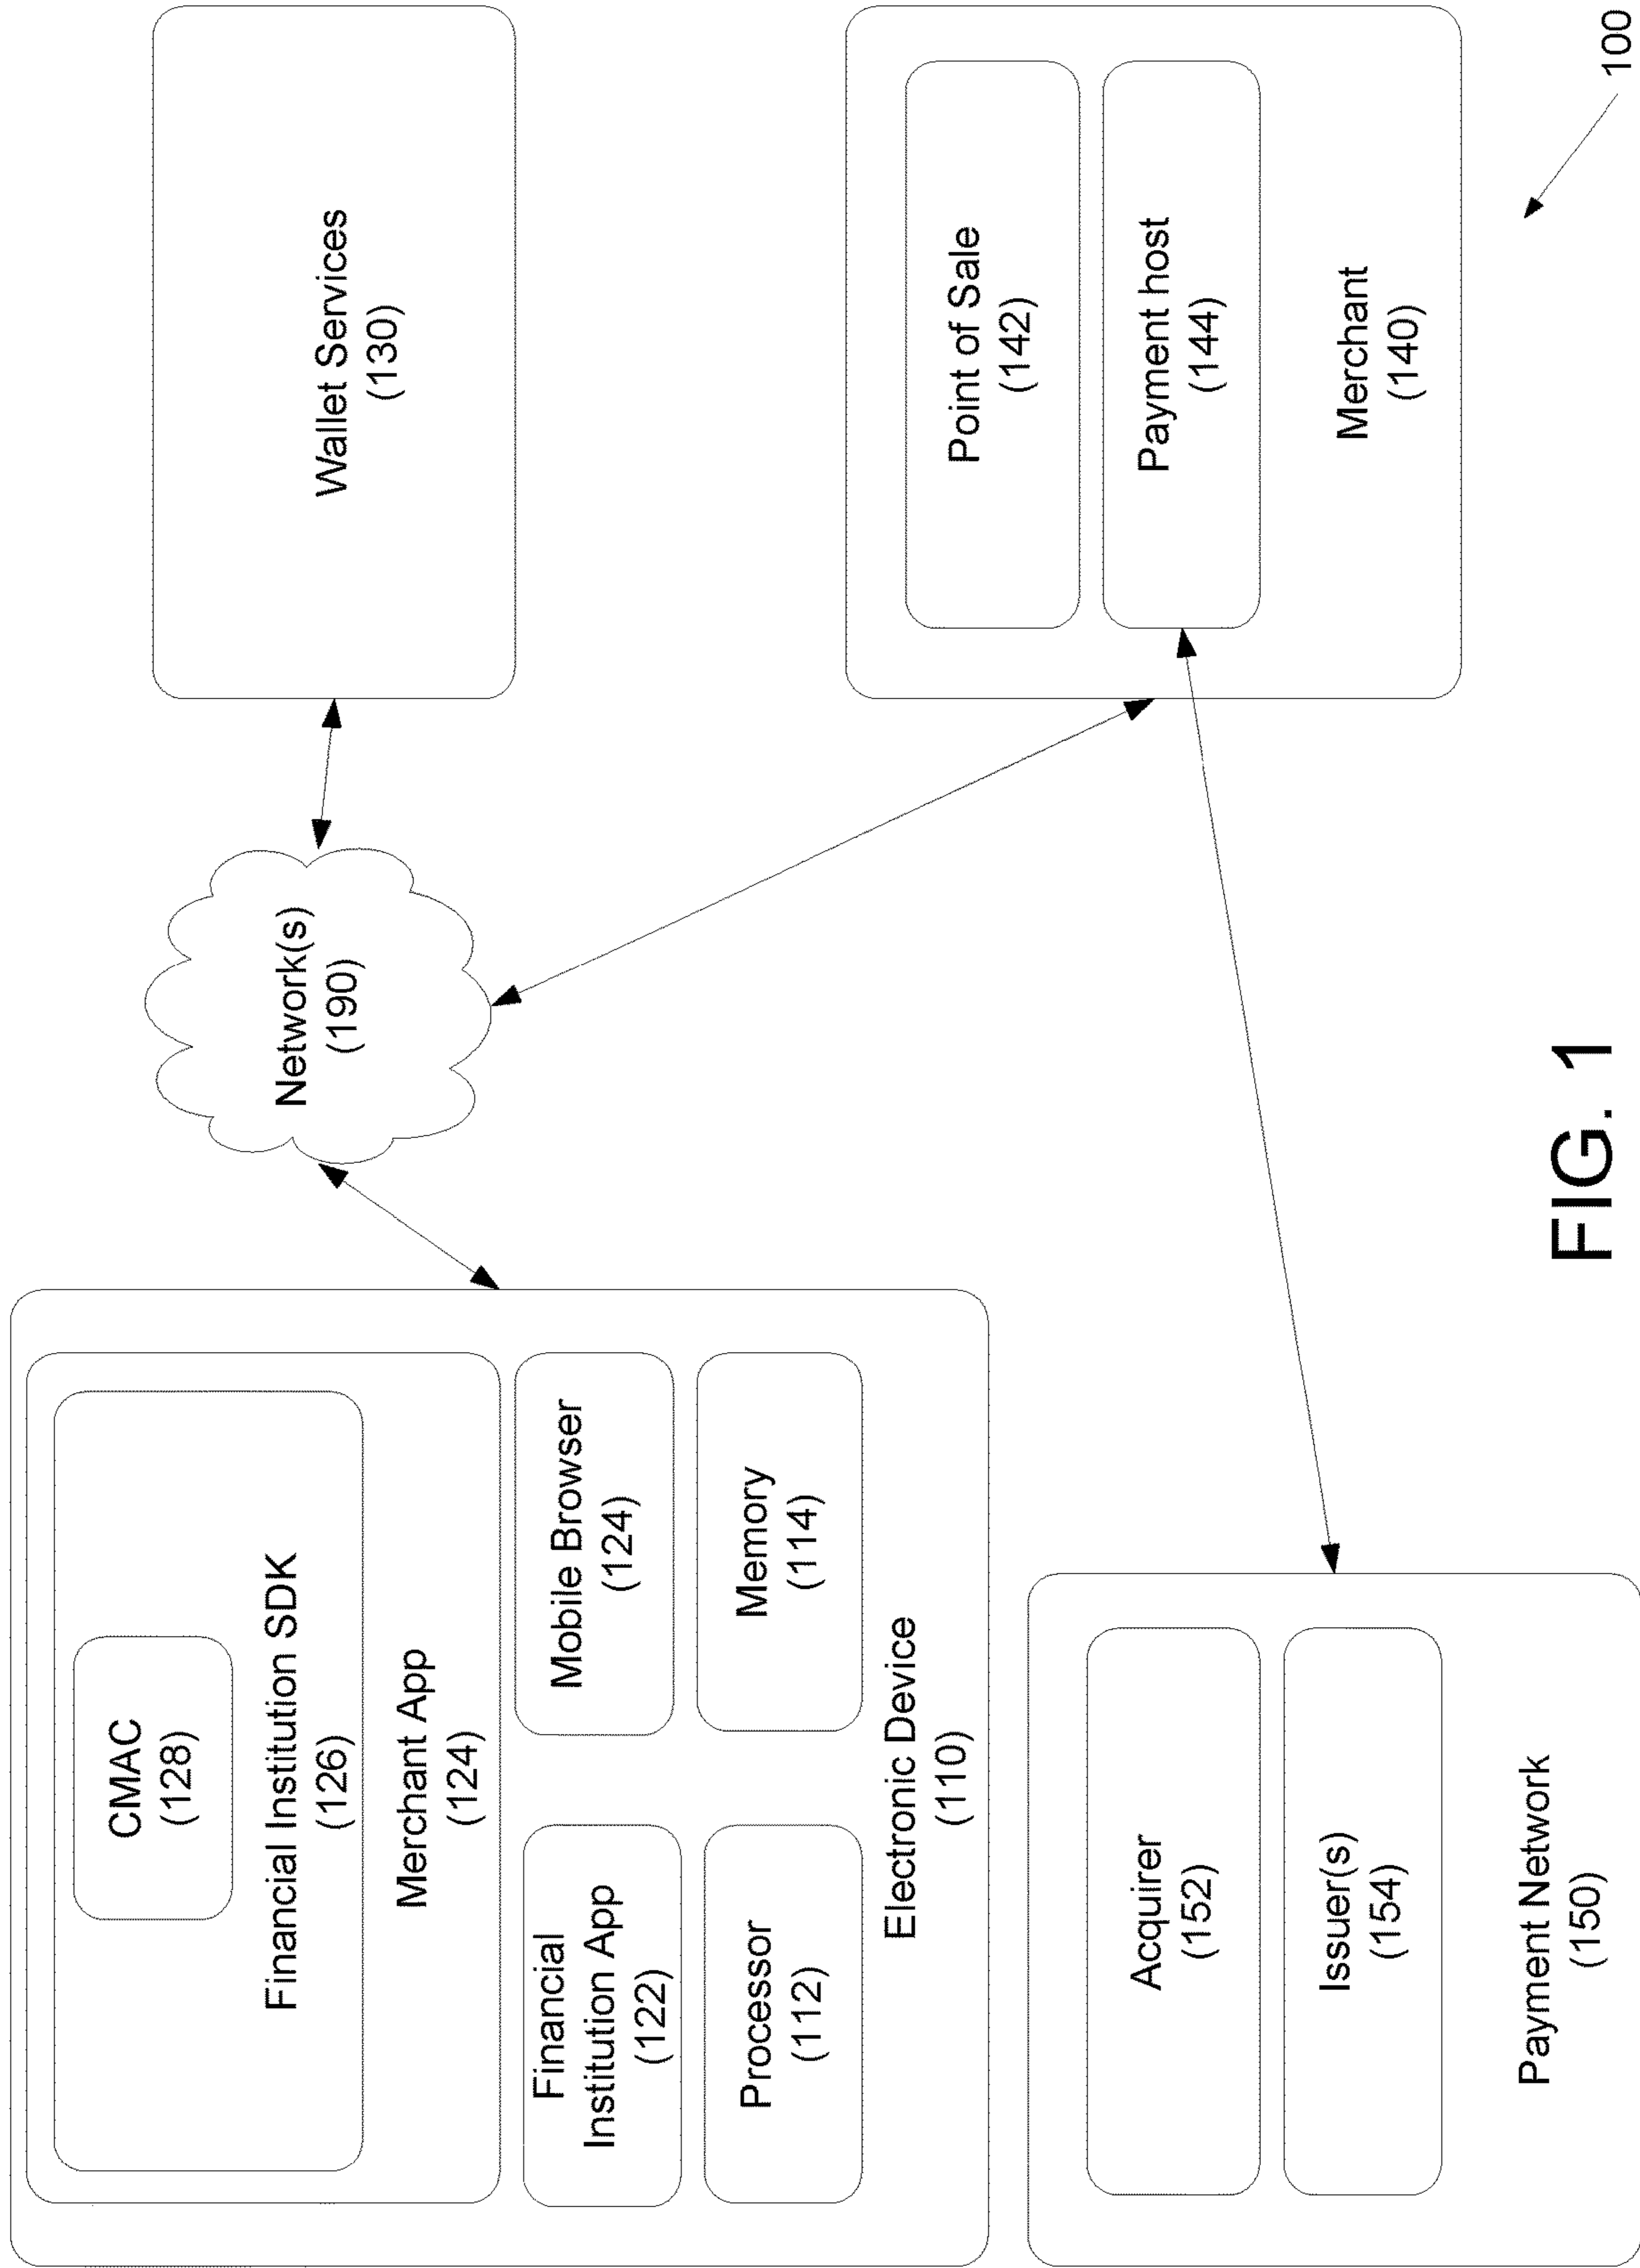 CMAC
(128)
Financial Institution SDK
(126)
Merchant App
(124)
Financial
Institution App
(122)
Mobile Browser
(124)
Processor
(112)
Memory
(114)
Electronic Device
(110)
Network(s)
(190)
Wallet Services
(130)
Acquirer
(152)
Issuer(s)
(154)
Payment Network
(150)
Point of Sale
(142)
Payment host
(144)
Merchant
(140)
100
FIG. 1